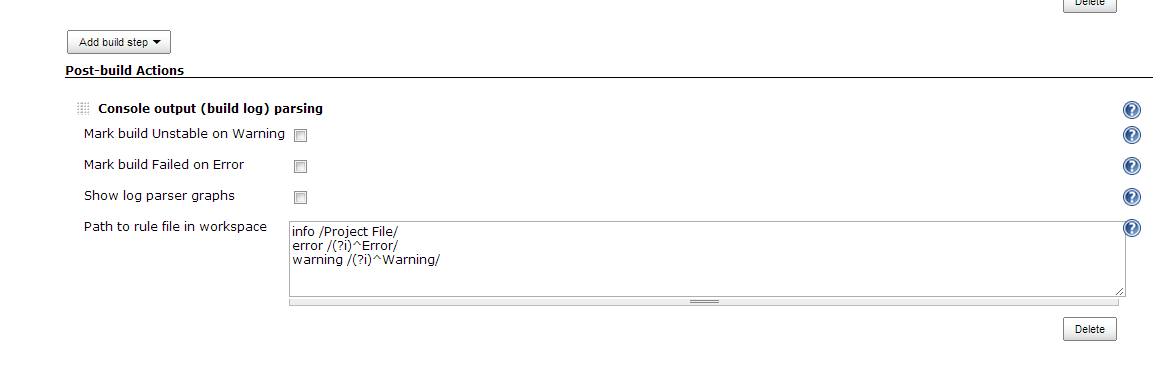 Delete
Add build step
Post-build Actions
Console output (build log) parsing
?
Mark build Unstable on Warning
?
Mark build Failed on Error
?
Show log parser graphs
?
Path to rule file in workspace
?
info /Project File/
error /(?i)^Error/
warning /(?i)^Warning/
Delete